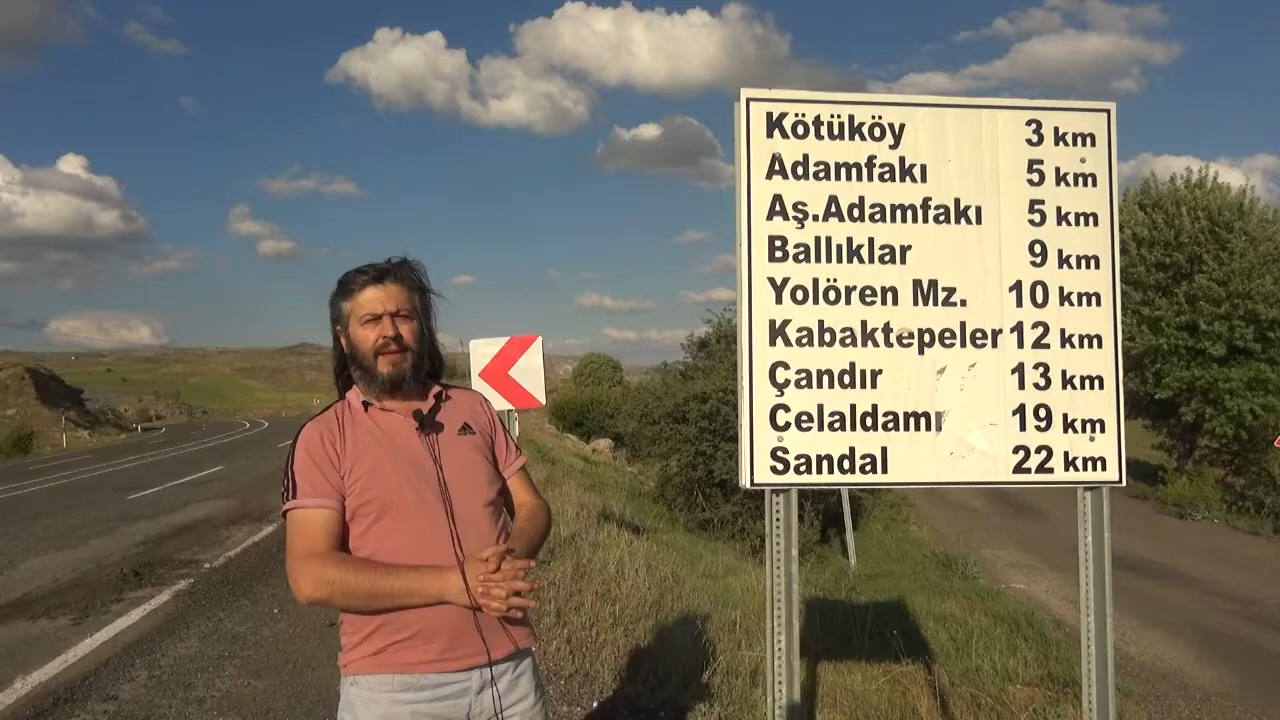 Kötüköy 3 km
Adamfakı 5 km
Aş.Adamfakı 5 km
Ballıklar 9 km
Yolören Mz. 10 km
Kabaktepeler 12 km
Çandır 13 km
Celaldamı 19 km
Sandal 22 km